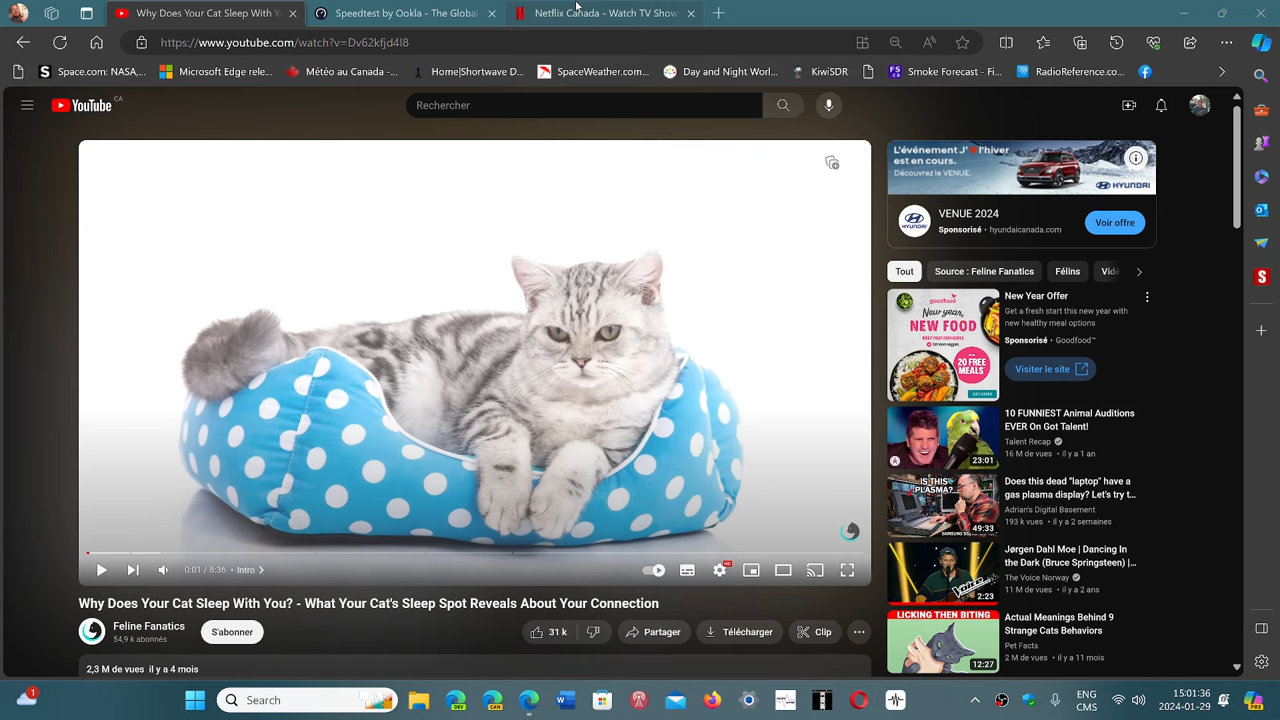 Why Does Your Cat Sleep With Y
Speedtest by Ookla - The Global
Netflix Canada - Watch TV Show
https://www.youtube.com/watch?v=Dv62kfjd4I8
Space.com: NASA,...
Microsoft Edge rele...
Météo au Canada -...
HomeniShortwave D...
SpaceWeather.com...
Day and Night World...
KiwiSDR
Smoke Forecast - Fi...
RadioReference.co...
YouTube CA
Rechercher
L'événement J' l'hiver
est en cours.
Découvrez le VENUE.
HYUNDAI
VENUE 2024
Sponsorisé · hyundaicanada.com
Voir offre
Tout
Source : Feline Fanatics
Félins
Vidé
goodfood
New year,
NEW FOOD
20 FREE
MEALS
GET OFFER
New Year Offer
Get a fresh start this new year with
new healthy meal options
Sponsorisé · Goodfood™
Visiter le site
23:01
10 FUNNIEST Animal Auditions
EVER On Got Talent!
Talent Recap
16 M de vues · il y a 1 an
IS THIS
PLASMA?
49:33
Does this dead "laptop" have a
gas plasma display? Let's try t...
Adrian's Digital Basement
193 k vues · il y a 2 semaines
2:23
Jørgen Dahl Moe | Dancing In
the Dark (Bruce Springsteen) |...
The Voice Norway
11 M de vues · il y a 2 ans
LICKING THEN BITING
12:27
Actual Meanings Behind 9
Strange Cats Behaviors
Pet Facts
2 M de vues · il y a 11 mois
0:01 / 8:36 · Intro
HD
Why Does Your Cat Sleep With You? - What Your Cat's Sleep Spot Reveals About Your Connection
Feline Fanatics
54,9 k abonnés
S'abonner
31 k
Partager
Télécharger
Clip
2,3 M de vues il y a 4 mois
1
Search
DEV
CAN
ENG
CMS
15:01:36
2024-01-29